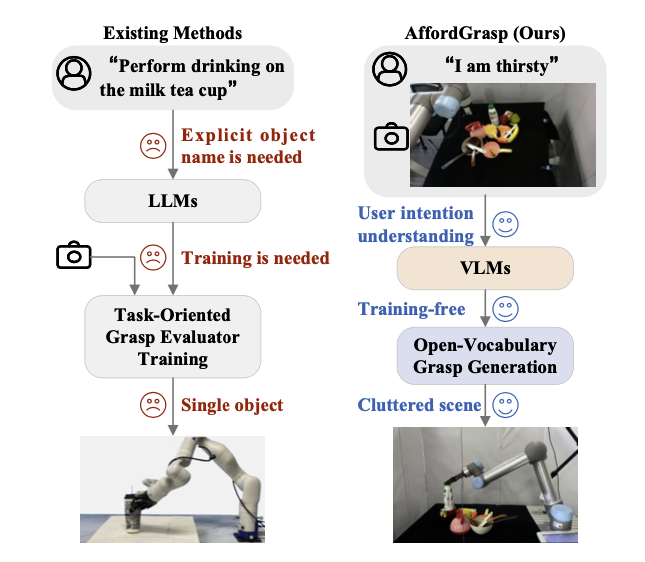 Existing Methods
“Perform drinking on
the milk tea cup”
Explicit object
name is needed
LLMs
Training is needed
Task-Oriented
Grasp Evaluator
Training
Single object
AffordGrasp (Ours)
“I am thirsty”
User intention
understanding
VLMs
Training-free
Open-Vocabulary
Grasp Generation
Cluttered scene